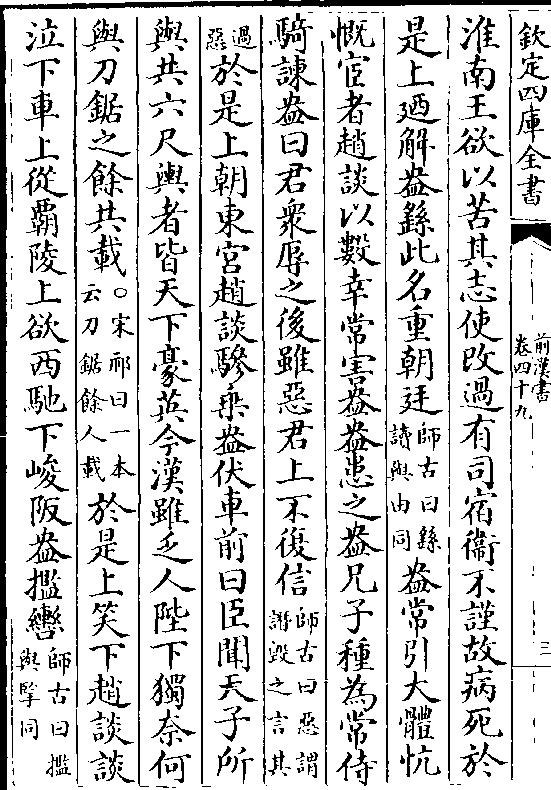 欽定四庫全書
前漢書
卷四十九
三
淮南王欲以苦其志使改過有司宿衛不謹故病死於
是上廼解盎繇此名重朝廷師古曰繇讀與由同盎常引大體忼
慨宦者趙談以數幸常害盎盎患之盎兄子種為常侍
騎諫盎曰君衆辱之後雖惡君上不復信師古曰惡謂譖毀之言其
過惡於是上朝東宮趙談驂乗盎伏車前曰臣聞天子所
與共六尺輿者皆天下豪英今漢雖乏人陛下獨奈何
與刀鋸之餘共載○宋祁曰一本云刀鋸餘人載於是上笑下趙談談
泣下車上從覇陵上欲西馳下峻阪盎擥轡師古曰擥與擥同